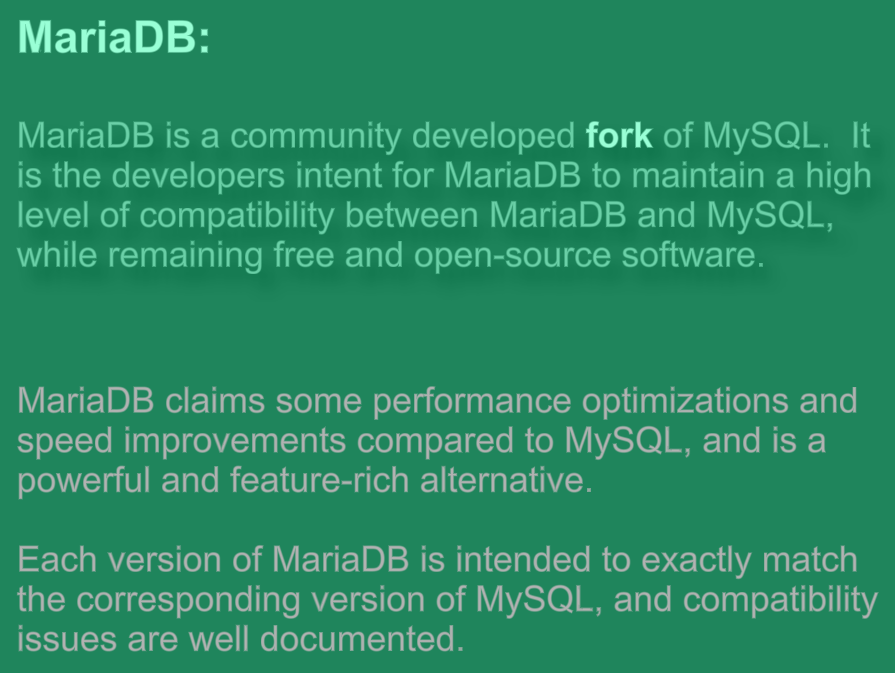 MariaDB:
MariaDB is a community developed fork of MySQL.  It
is the developers intent for MariaDB to maintain a high
level of compatibility between MariaDB and MySQL,
while remaining free and open-source software.
MariaDB claims some performance optimizations and
speed improvements compared to MySQL, and is a
powerful and feature-rich alternative.
Each version of MariaDB is intended to exactly match
the corresponding version of MySQL, and compatibility
issues are well documented.